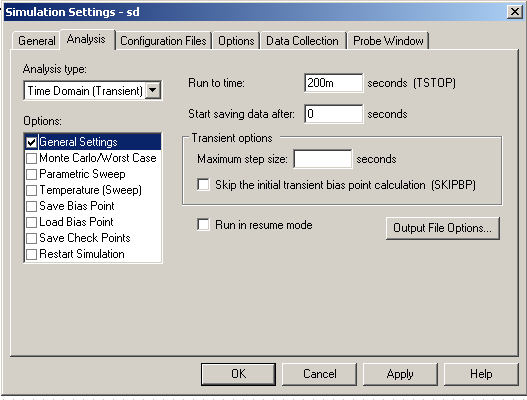 Simulation Settings - sd
General Analysis Configuration Files Options Data Collection Probe Window
Analysis type:
Time Domain (Transient)
Options:
General Settings
Monte Carlo/Worst Case
Parametric Sweep
Temperature (Sweep)
Save Bias Point
Load Bias Point
Save Check Points
Restart Simulation
Run to time: 200m seconds (TSTOP)
Start saving data after: 0 seconds
Transient options
Maximum step size: seconds
Skip the initial transient bias point calculation (SKIPBP)
Run in resume mode
Output File Options...
OK Cancel Apply Help